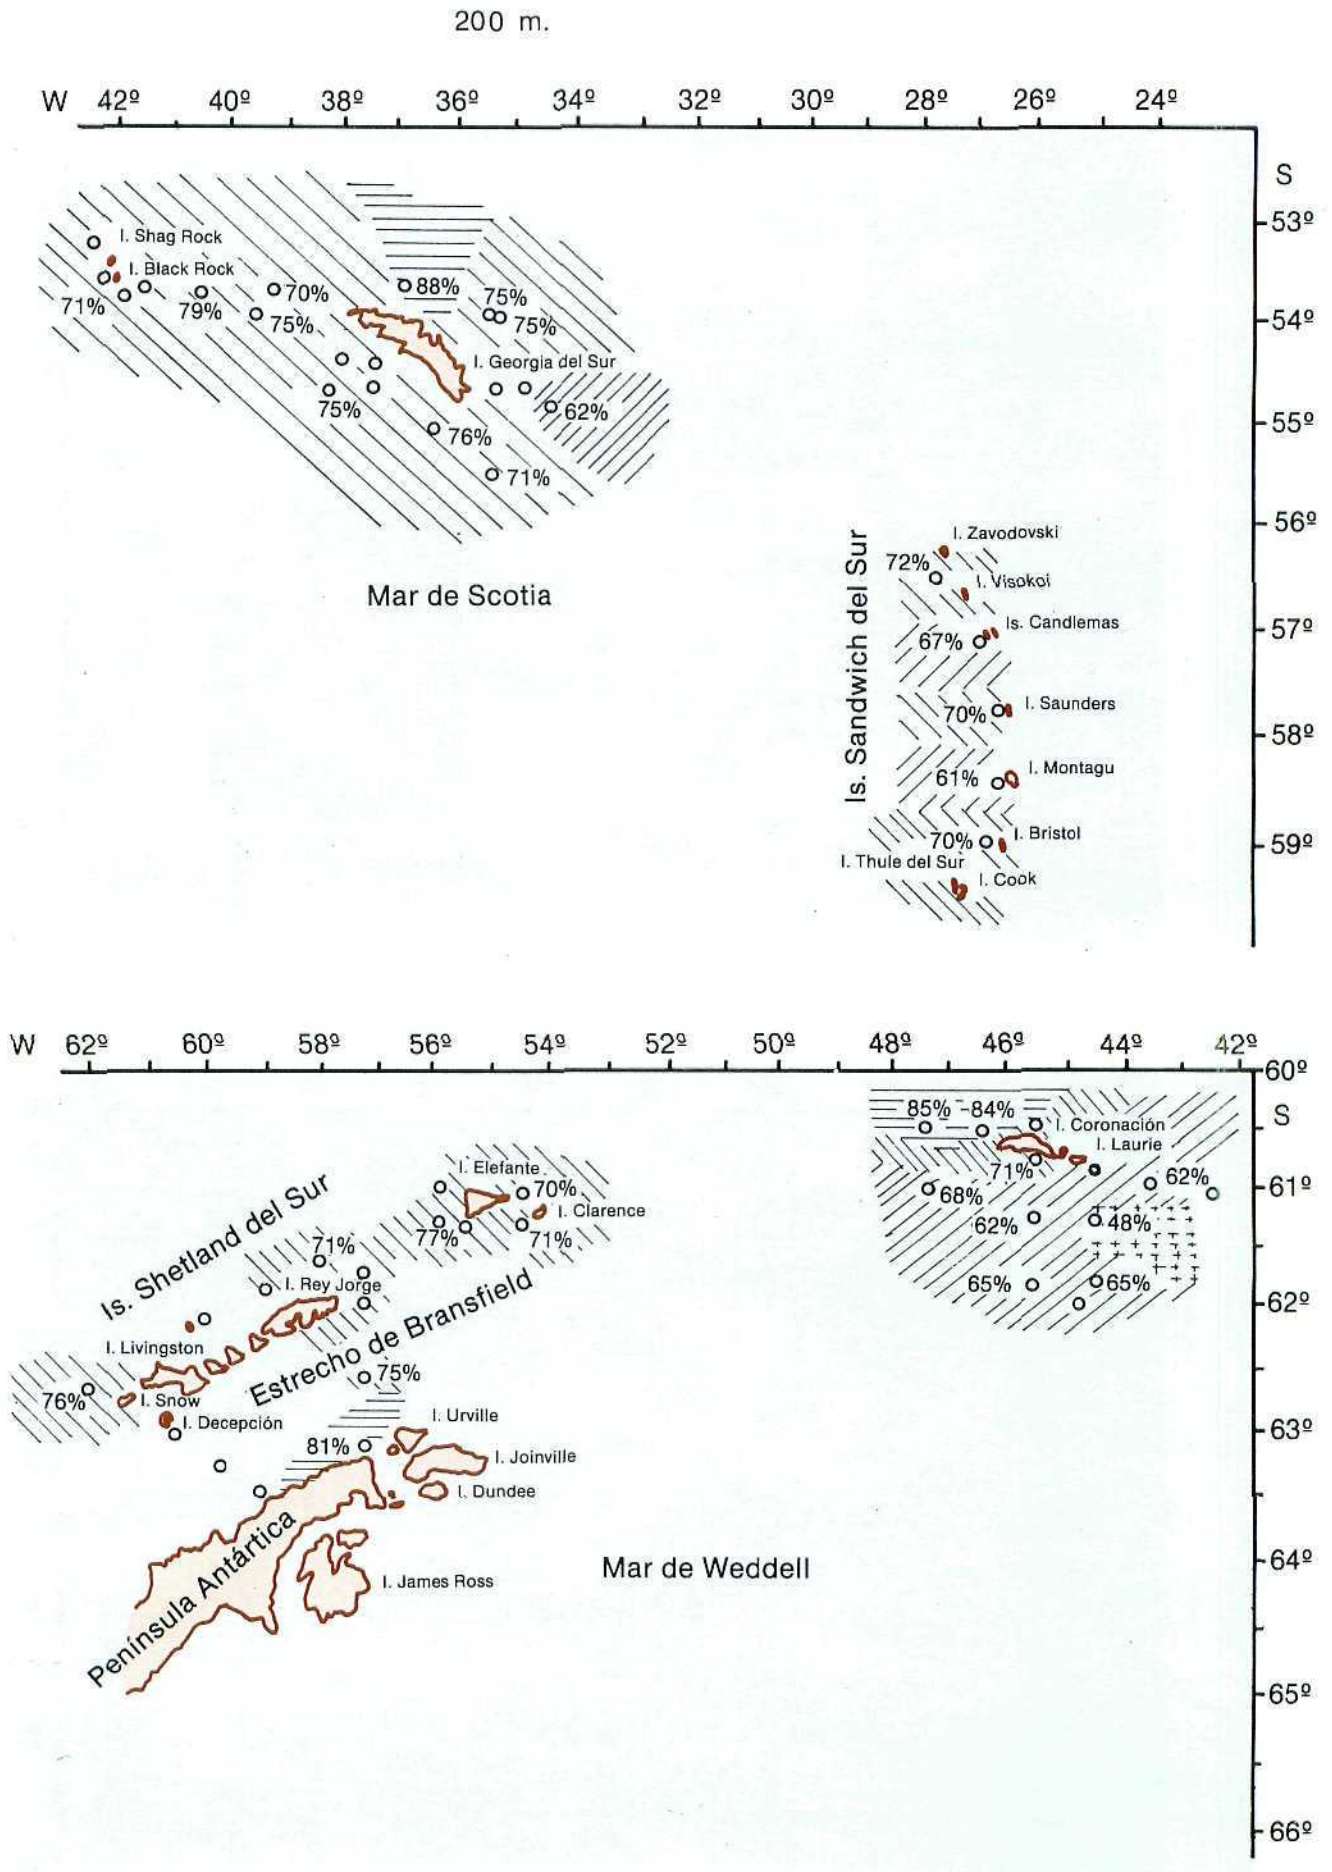 200 m.
W 42º 40º 38º 36º 34º 32º 30º 28º 26º 24º
S
53º
I. Shag Rock
I. Black Rock
71%
79%
70%
75%
88%
75%
75%
54º
I. Georgia del Sur
75%
62%
76%
55º
71%
56º
Mar de Scotia
Is. Sandwich del Sur
I. Zavodovski
72%
I. Visokoi
Is. Candlemas
67%
57º
I. Saunders
70%
58º
I. Montagu
61%
I. Bristol
70%
59º
I. Thule del Sur
I. Cook
W 62º 60º 58º 56º 54º 52º 50º 48º 46º 44º 42º
60º
S
85% -84%
I. Coronación
I. Laurie
71%
62%
68%
61º
62%
48%
65%
65%
62º
I. Elefante
70%
I. Clarence
77%
71%
Is. Shetland del Sur
71%
I. Rey Jorge
Estrecho de Bransfield
I. Livingston
75%
76%
I. Snow
I. Decepción
I. Urville
63º
81%
I. Joinville
I. Dundee
Península Antártica
Mar de Weddell
64º
I. James Ross
65º
66º